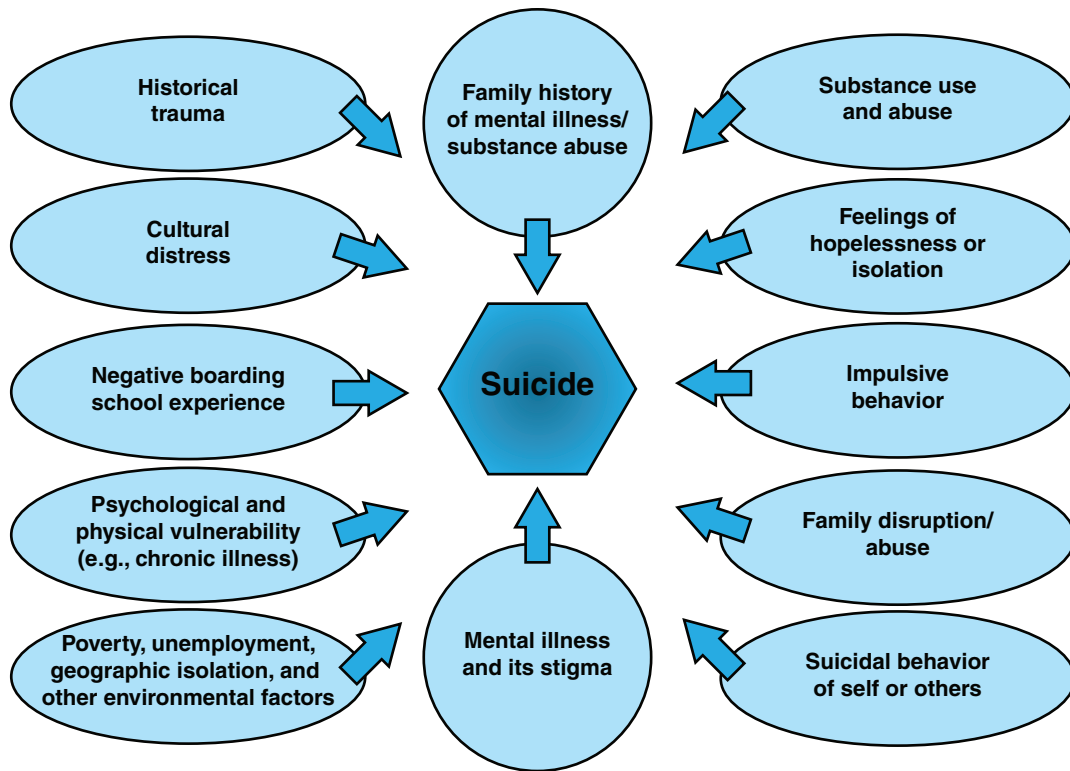 Historical
trauma
Family history
of mental illness/
substance abuse
Substance use
and abuse
Cultural
distress
Feelings of
hopelessness or
isolation
Negative boarding
school experience
Suicide
Impulsive
behavior
Psychological and
physical vulnerability
(e.g., chronic illness)
Family disruption/
abuse
Poverty, unemployment,
geographic isolation, and
other environmental factors
Mental illness
and its stigma
Suicidal behavior
of self or others